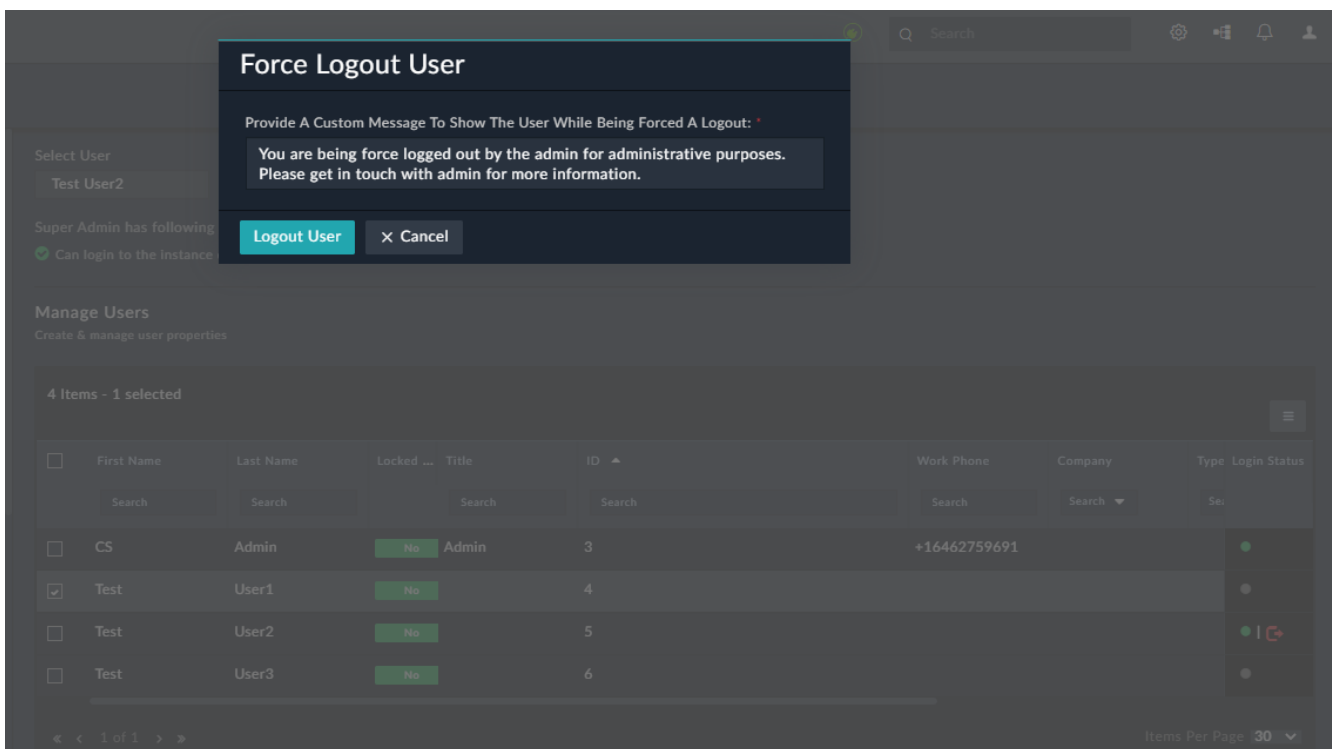 Search
Force Logout User
Provide A Custom Message To Show The User While Being Forced A Logout: *
You are being force logged out by the admin for administrative purposes.
Please get in touch with admin for more information.
Logout User
× Cancel
Select User
Test User2
Super Admin has following
Can login to the instance
Manage Users
Create & manage user properties
4 Items - 1 selected
First Name Last Name Locked ... Title ID Work Phone Company Type Login Status
Search Search Search Search Search Search
CS Admin No Admin 3 +16462759691
Test User1 No 4
Test User2 No 5 |
Test User3 No 6
« < 1 of 1 > »
Items Per Page 30